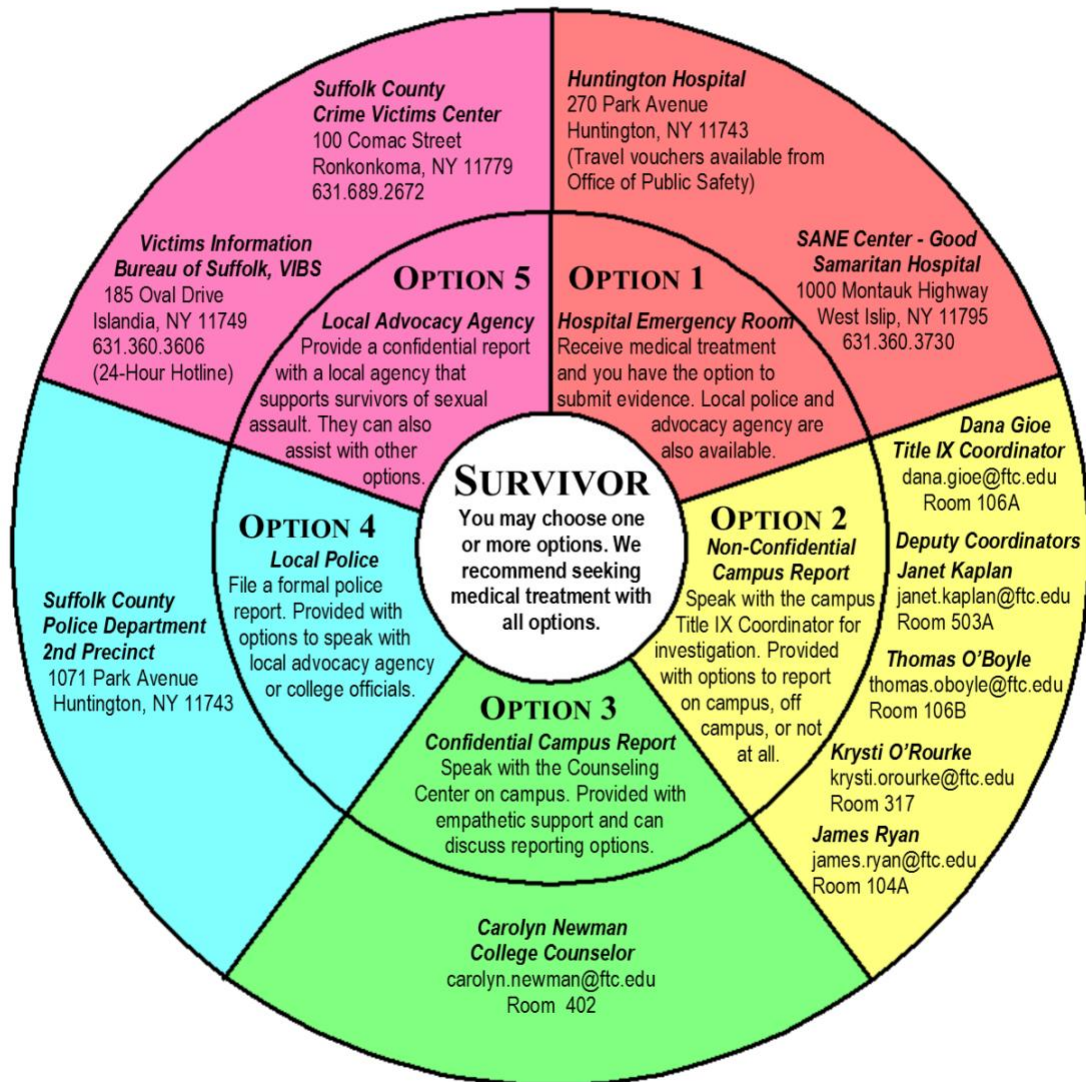 SURVIVOR
You may choose one
or more options. We
recommend seeking
medical treatment with
all options.
OPTION 1
Hospital Emergency Room
Receive medical treatment
and you have the option to
submit evidence. Local police and
advocacy agency are
also available.
Huntington Hospital
270 Park Avenue
Huntington, NY 11743
(Travel vouchers available from
Office of Public Safety)
SANE Center - Good
Samaritan Hospital
1000 Montauk Highway
West Islip, NY 11795
631.360.3730
OPTION 2
Non-Confidential
Campus Report
Speak with the campus
Title IX Coordinator for
investigation. Provided
with options to report
on campus, off
campus, or not
at all.
Dana Gioe
Title IX Coordinator
dana.gioe@ftc.edu
Room 106A
Deputy Coordinators
Janet Kaplan
janet.kaplan@ftc.edu
Room 503A
Thomas O'Boyle
thomas.oboyle@ftc.edu
Room 106B
Krysti O'Rourke
krysti.orourke@ftc.edu
Room 317
James Ryan
james.ryan@ftc.edu
Room 104A
OPTION 3
Confidential Campus Report
Speak with the Counseling
Center on campus. Provided with
empathetic support and can
discuss reporting options.
Carolyn Newman
College Counselor
carolyn.newman@ftc.edu
Room 402
OPTION 4
Local Police
File a formal police
report. Provided with
options to speak with
local advocacy agency
or college officials.
Suffolk County
Police Department
2nd Precinct
1071 Park Avenue
Huntington, NY 11743
OPTION 5
Local Advocacy Agency
Provide a confidential report
with a local agency that
supports survivors of sexual
assault. They can also
assist with other
options.
Suffolk County
Crime Victims Center
100 Comac Street
Ronkonkoma, NY 11779
631.689.2672
Victims Information
Bureau of Suffolk, VIBS
185 Oval Drive
Islandia, NY 11749
631.360.3606
(24-Hour Hotline)